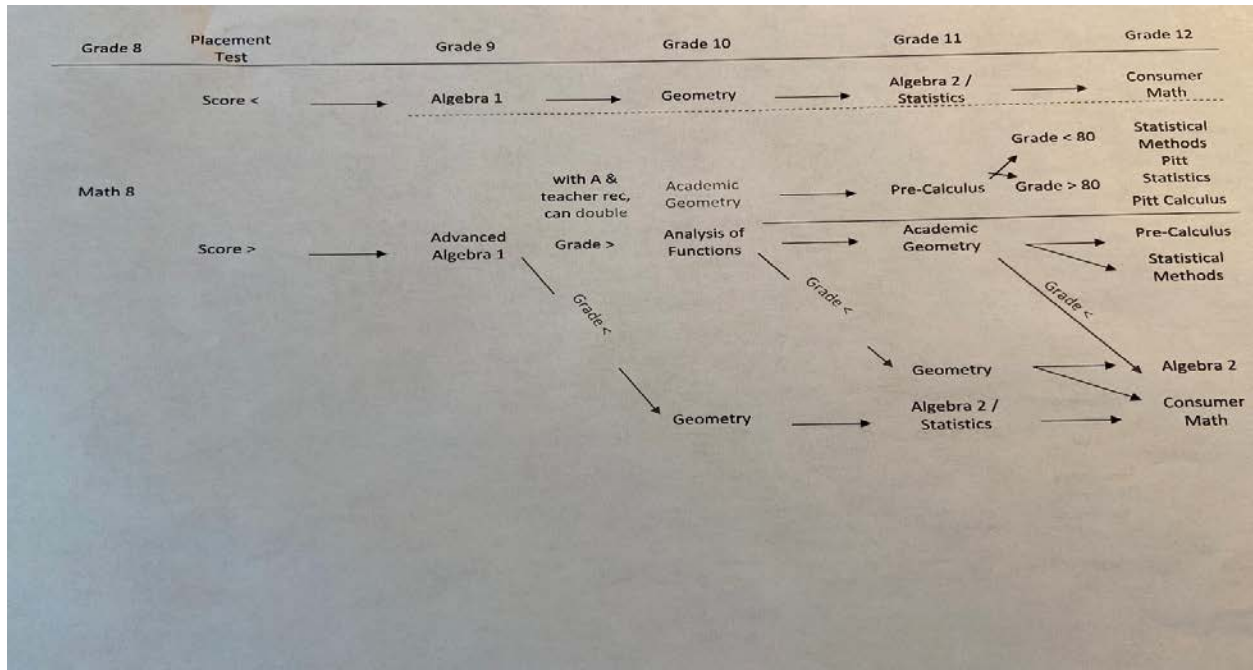 Grade 8
Placement
Test
Grade 9
Grade 10
Grade 11
Grade 12
Score <
Algebra 1
Geometry
Algebra 2 /
Statistics
Consumer
Math
Math 8
with A &
teacher rec,
can double
Academic
Geometry
Pre-Calculus
Grade < 80
Grade > 80
Statistical
Methods
Pitt
Statistics
Pitt Calculus
Score >
Advanced
Algebra 1
Grade >
Analysis of
Functions
Academic
Geometry
Pre-Calculus
Statistical
Methods
Grade <
Grade <
Grade <
Geometry
Algebra 2
Geometry
Algebra 2 /
Statistics
Consumer
Math